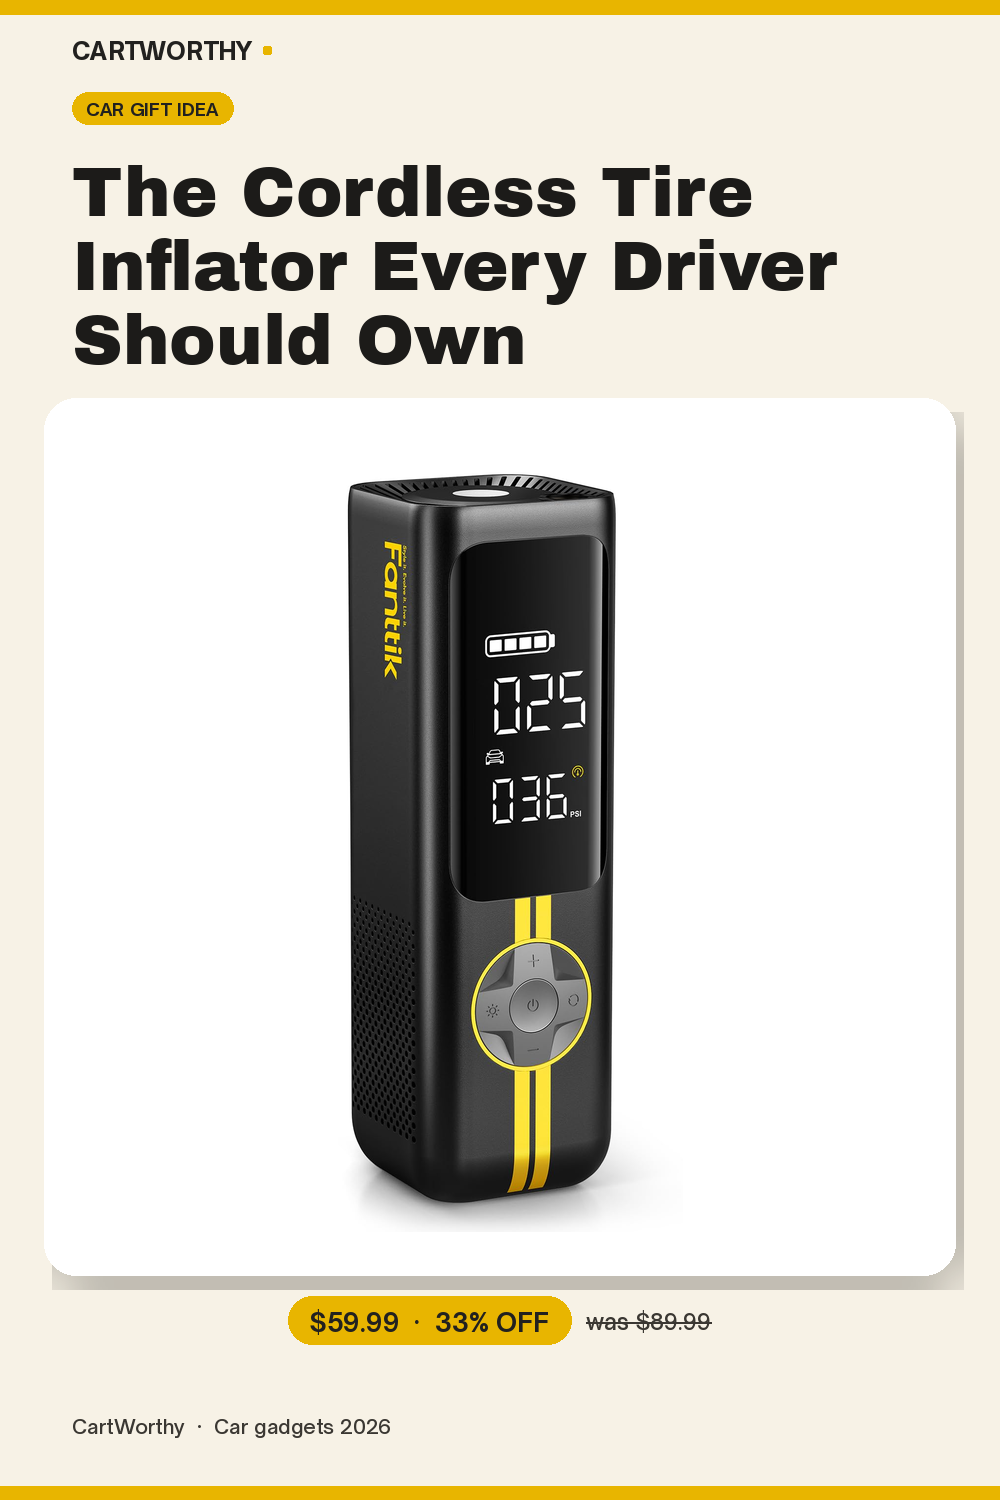 CARTWORTHY
CAR GIFT IDEA
The Cordless Tire
Inflator Every Driver
Should Own
Fanttik
025
036
PSI
$59.99 · 33% OFF was $89.99
CartWorthy · Car gadgets 2026